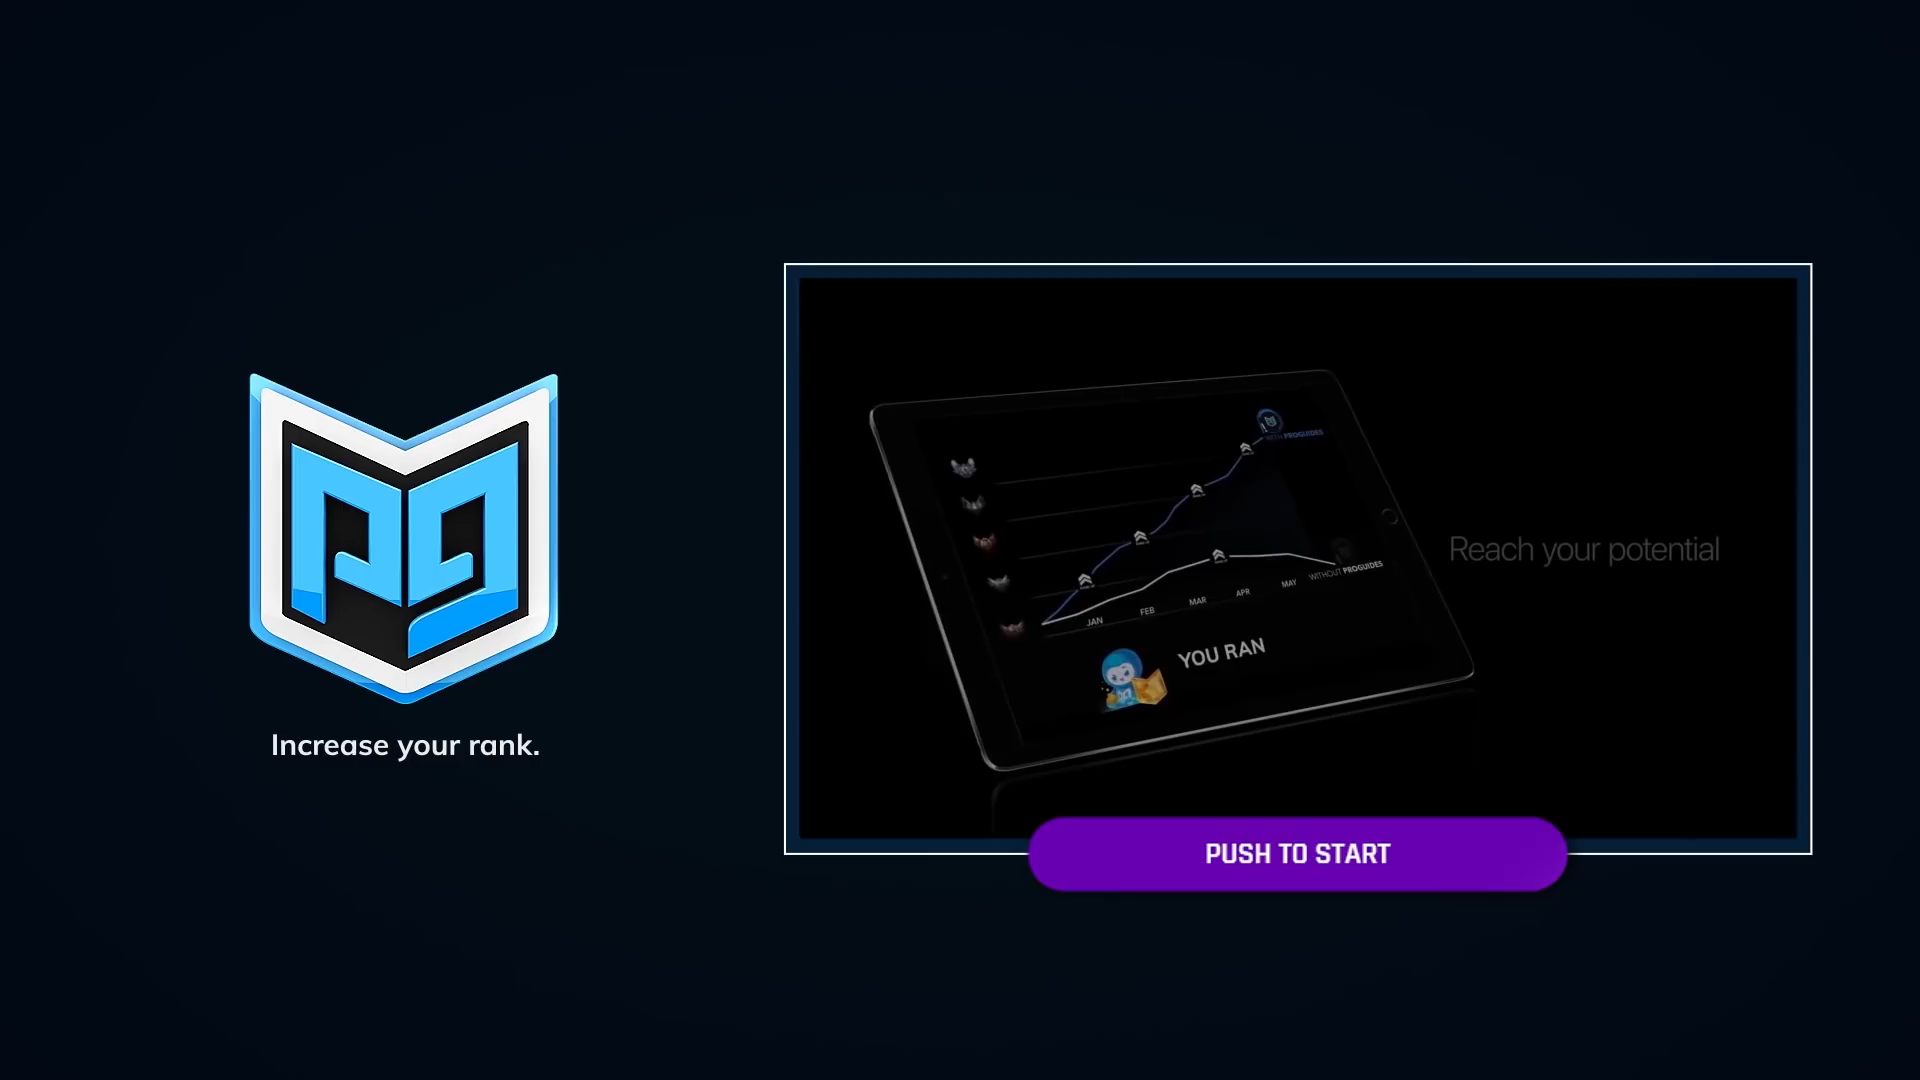 pg
Increase your rank.
WITH PROGUIDES
WITHOUT PROGUIDES
JAN
FEB
MAR
APR
MAY
YOU RAN
Reach your potential
PUSH TO START